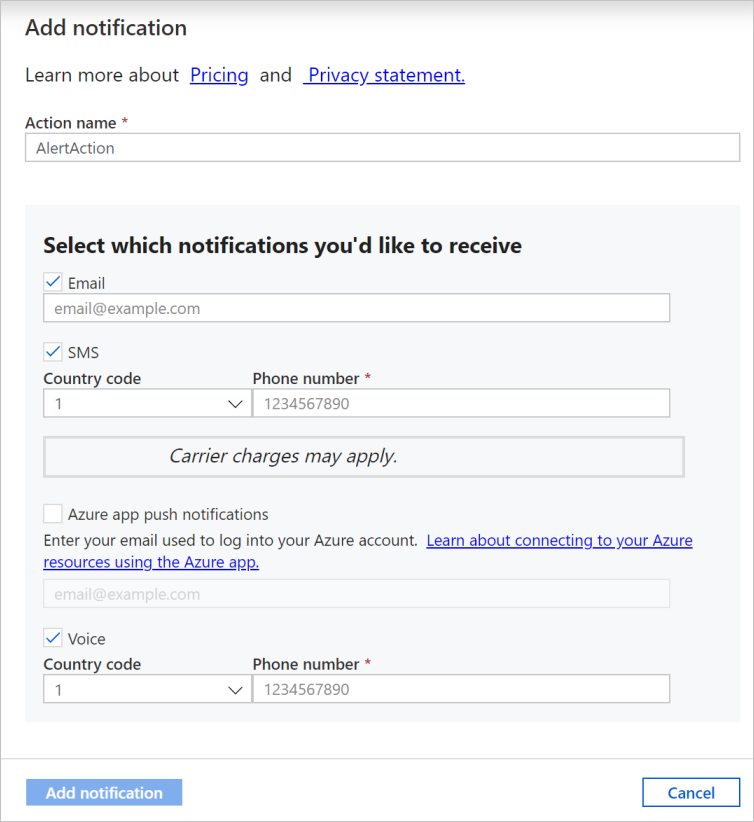 Add notification
Learn more about Pricing and Privacy statement.
Action name *
AlertAction
Select which notifications you'd like to receive
Email
email@example.com
SMS
Country code Phone number *
1 1234567890
Carrier charges may apply.
Azure app push notifications
Enter your email used to log into your Azure account. Learn about connecting to your Azure
resources using the Azure app.
email@example.com
Voice
Country code Phone number *
1 1234567890
Add notification Cancel